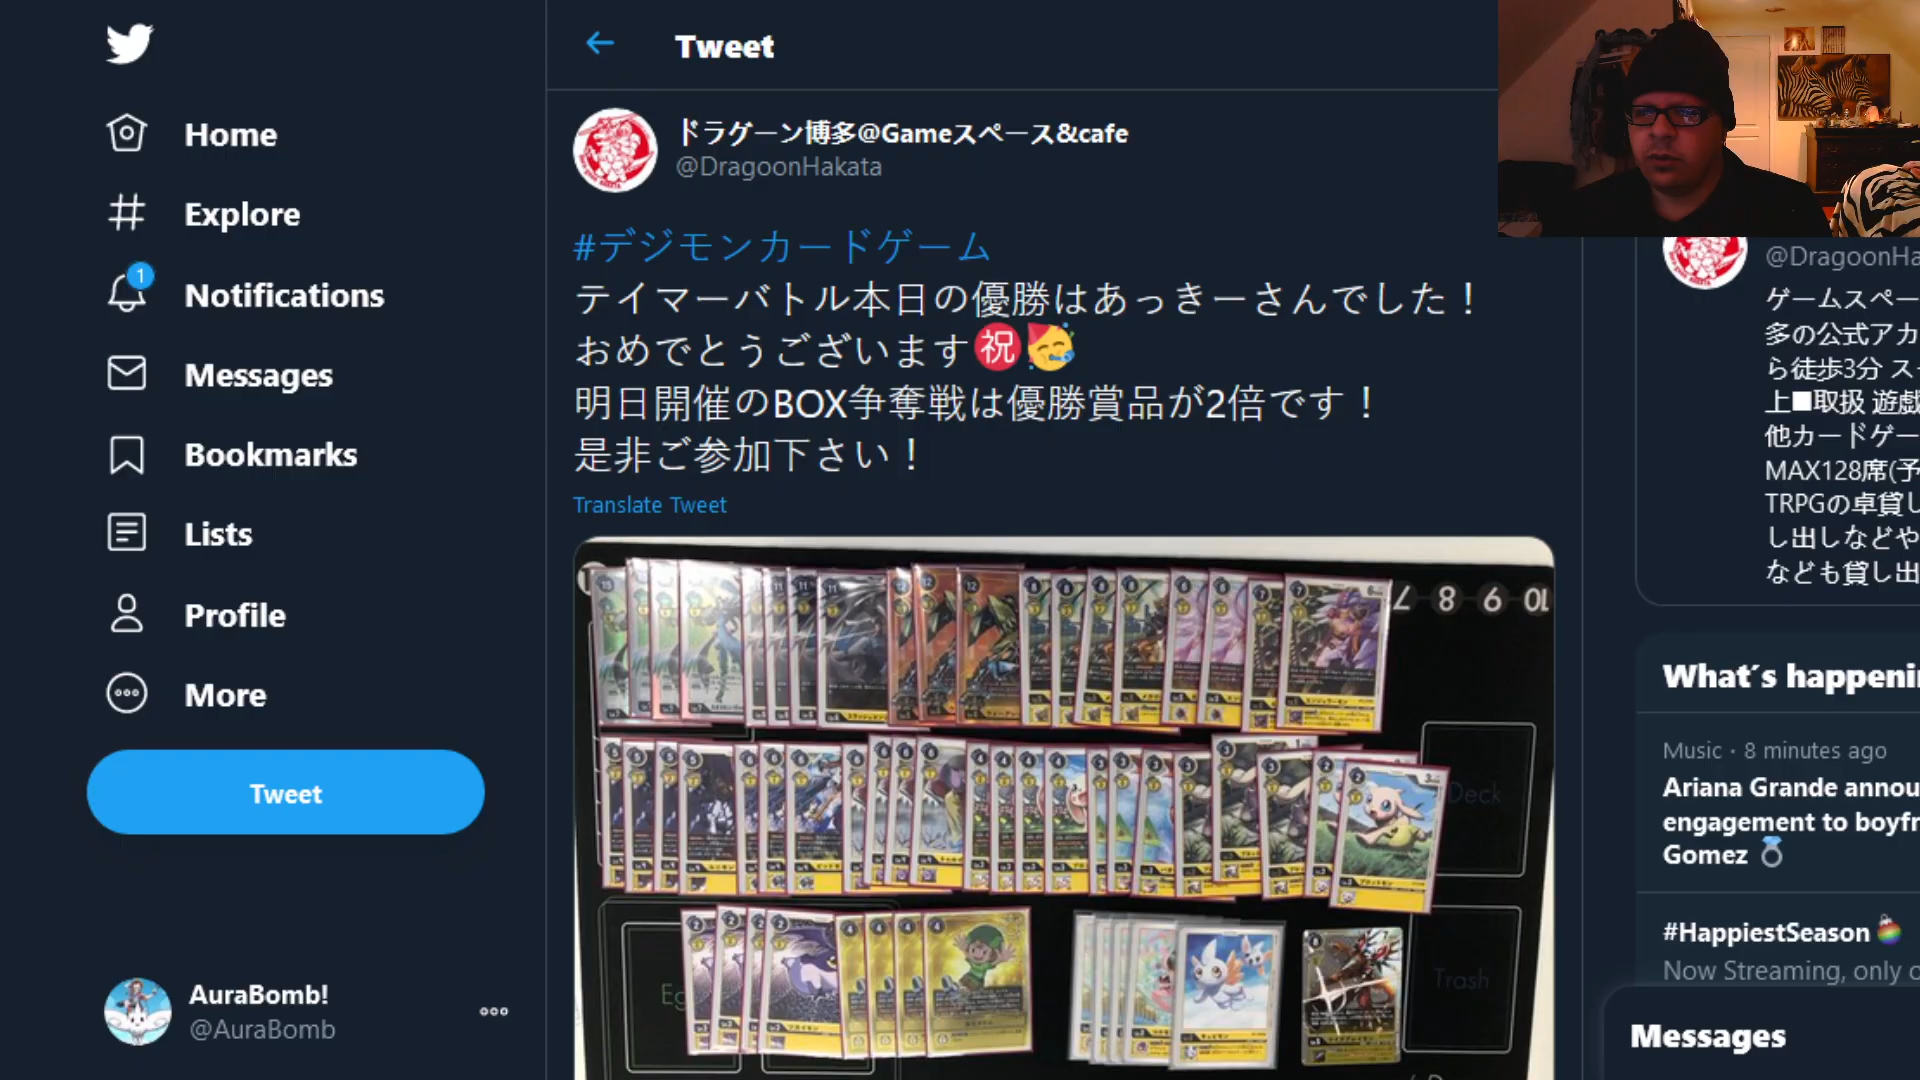 Home
Explore
1
Notifications
Messages
Bookmarks
Lists
Profile
More
Tweet
AuraBomb!
@AuraBomb
Tweet
ドラゲーン博多@Gameスペース&cafe
@DragoonHakata
#デジモンカードゲーム
テイマーバトル本日の優勝はあっきーさんでした！
おめでとうございます㊗🥳
明日開催のBOX争奪戦は優勝賞品が2倍です！
是非ご参加下さい！
Translate Tweet
7 8 9 10
Deck
Trash
@DragoonHa
ゲームスペー
多の公式アカ
ら徒歩3分 ス
上■取扱 遊戯
他カードゲー
MAX128席(予
TRPGの卓貸し
し出しなどや
なども貸し出
What's happeni
Music · 8 minutes ago
Ariana Grande annou
engagement to boyfr
Gomez 💍
#HappiestSeason
Now Streaming, only o
Messages